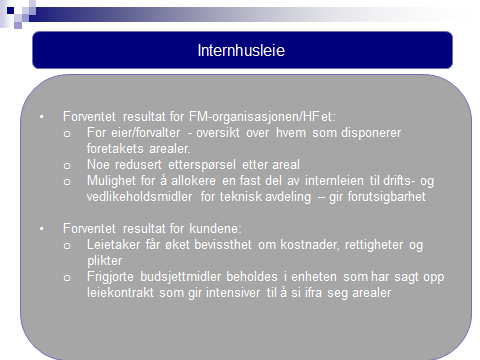 Internhusleie
• Forventet resultat for FM-organisasjonen/HFet:
o For eier/forvalter - oversikt over hvem som disponerer
foretakets arealer.
o Noe redusert etterspørsel etter areal
o Mulighet for å allokere en fast del av internleien til drifts- og
vedlikeholdsmidler for teknisk avdeling – gir forutsigbarhet
• Forventet resultat for kundene:
o Leietaker får øket bevissthet om kostnader, rettigheter og
plikter
o Frigjorte budsjettmidler beholdes i enheten som har sagt opp
leiekontrakt som gir intensiver til å si ifra seg arealer